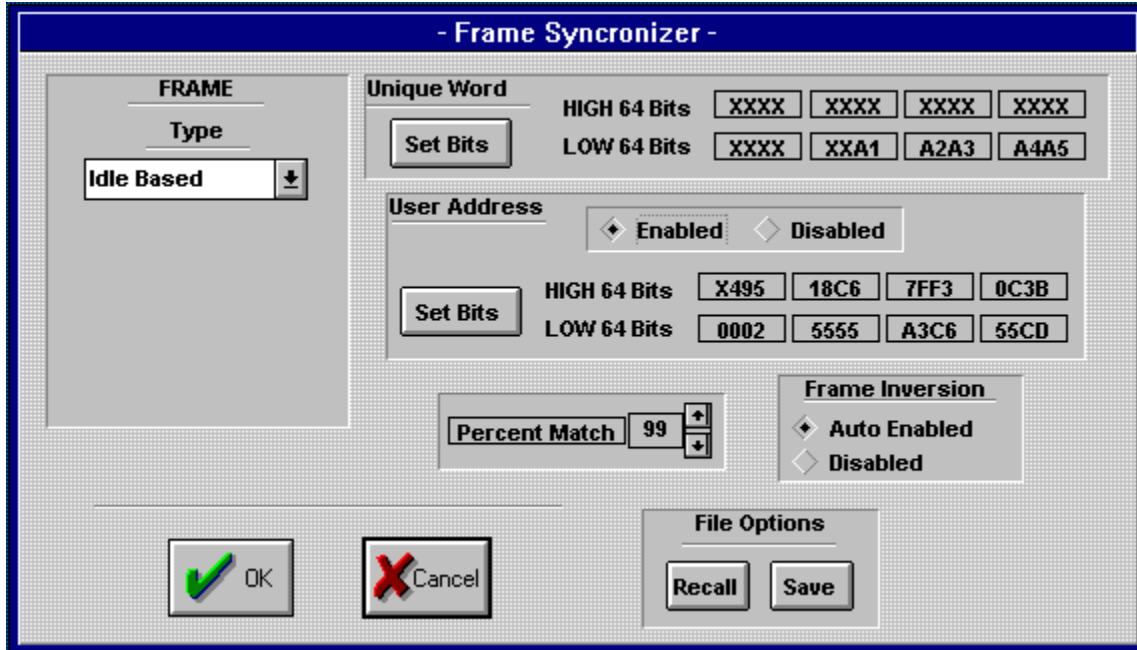 - Frame Syncronizer -
FRAME
Type
Idle Based
Unique Word
Set Bits
HIGH 64 Bits XXXX XXXX XXXX XXXX
LOW 64 Bits XXXX XXA1 A2A3 A4A5
User Address
Enabled Disabled
Set Bits
HIGH 64 Bits X495 18C6 7FF3 0C3B
LOW 64 Bits 0002 5555 A3C6 55CD
Percent Match 99
Frame Inversion
Auto Enabled
Disabled
OK
Cancel
File Options
Recall Save